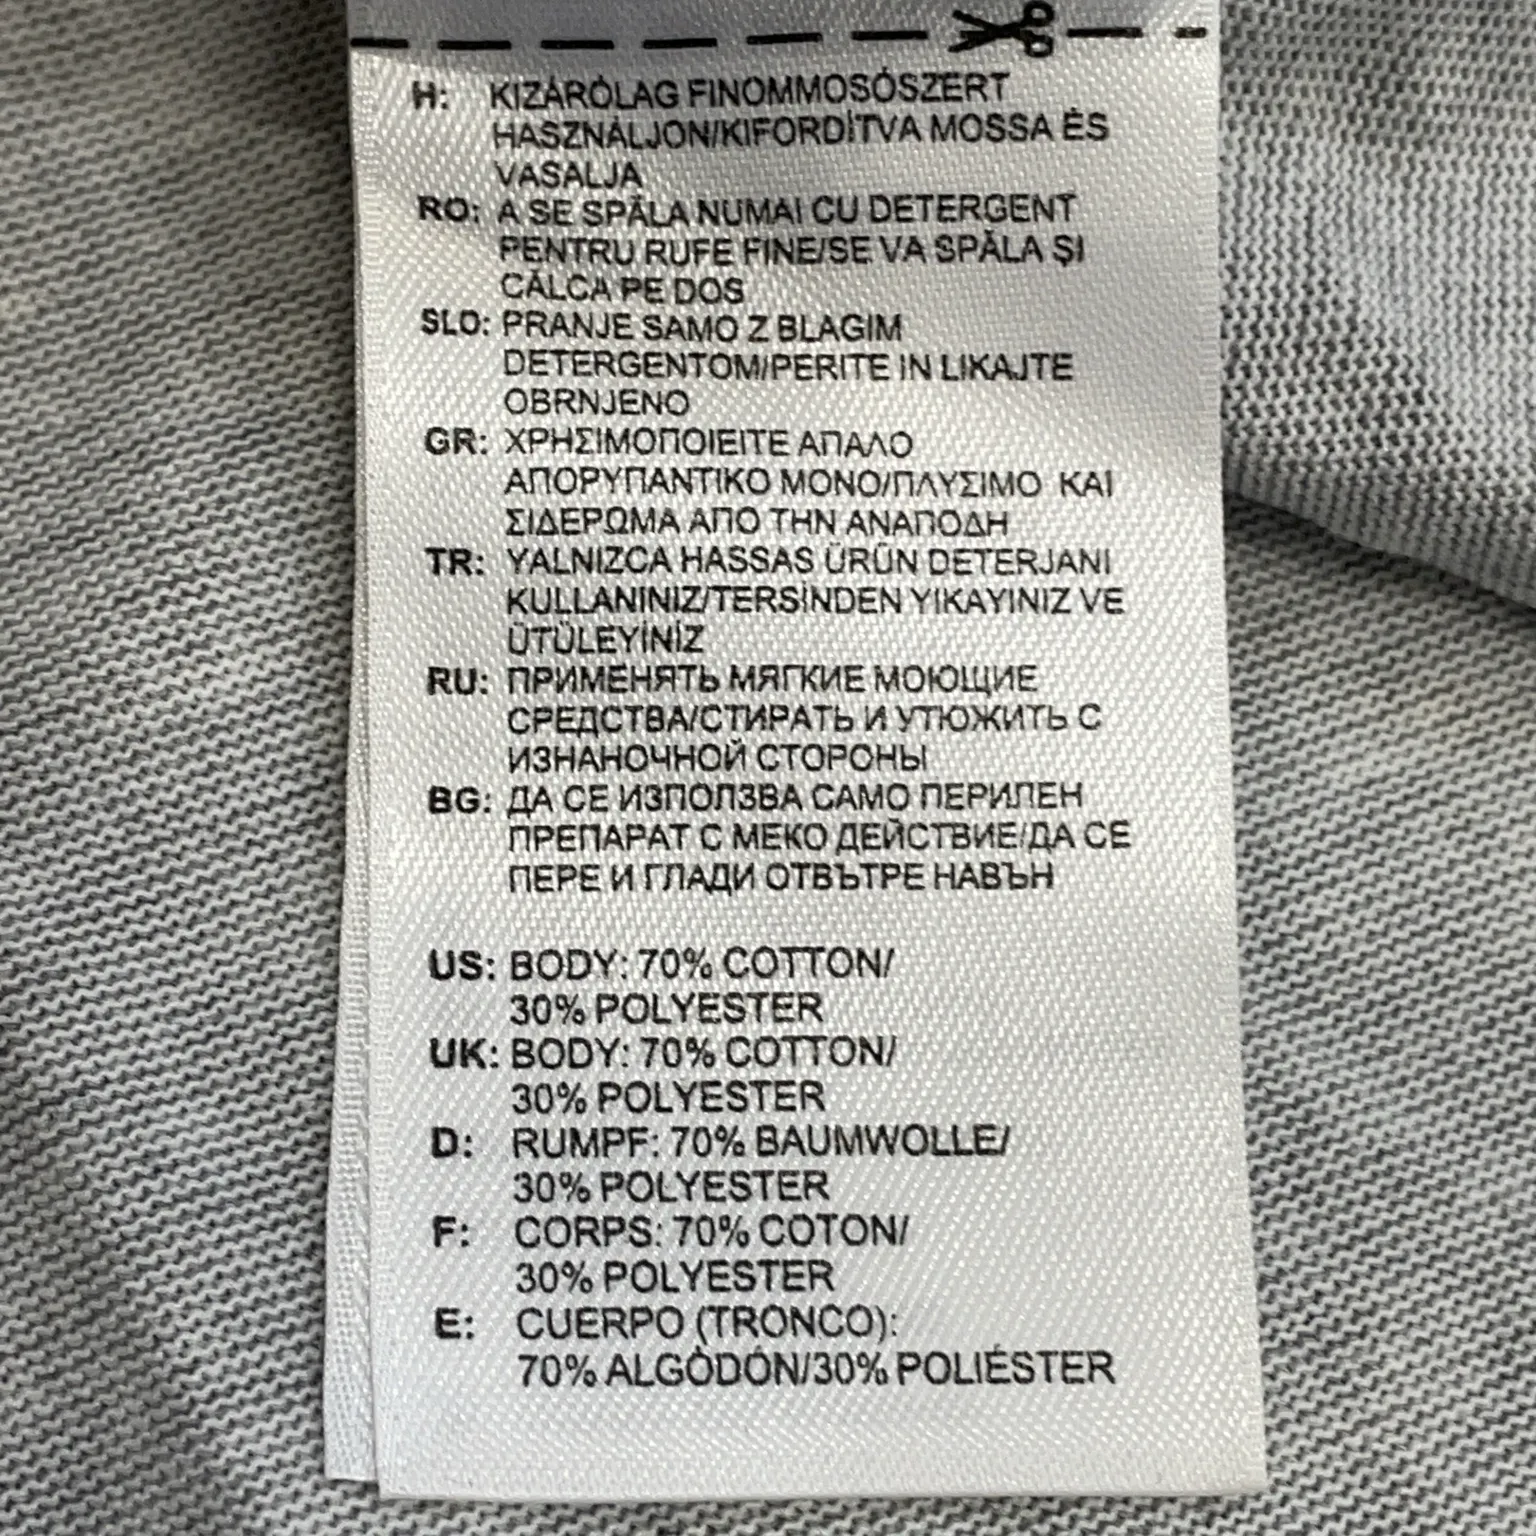 H: KIZÁRÓLAG FINOMMOSÓSZERT
HASZNÁLJON/KIFORDÍTVA MOSSA ÉS
VASALJA
RO: A SE SPĂLA NUMAI CU DETERGENT
PENTRU RUFE FINE/SE VA SPĂLA ȘI
CĂLCA PE DOS
SLO: PRANJE SAMO Z BLAGIM
DETERGENTOM/PERITE IN LIKAJTE
OBRNJENO
GR: ΧΡΗΣΙΜΟΠΟΙΕΙΤΕ ΑΠΑΛΟ
ΑΠΟΡΥΠΑΝΤΙΚΟ ΜΟΝΟ/ΠΛΥΣΙΜΟ ΚΑΙ
ΣΙΔΕΡΩΜΑ ΑΠΟ ΤΗΝ ΑΝΑΠΟΔΗ
TR: YALNIZCA HASSAS ÜRÜN DETERJANI
KULLANINIZ/TERSİNDEN YIKAYINIZ VE
ÜTÜLEYİNİZ
RU: ПРИМЕНЯТЬ МЯГКИЕ МОЮЩИЕ
СРЕДСТВА/СТИРАТЬ И УТЮЖИТЬ С
ИЗНАНОЧНОЙ СТОРОНЫ
BG: ДА СЕ ИЗПОЛЗВА САМО ПЕРИЛЕН
ПРЕПАРАТ С МЕКО ДЕЙСТВИЕ/ДА СЕ
ПЕРЕ И ГЛАДИ ОТВЪТРЕ НАВЪН
US: BODY: 70% COTTON/
30% POLYESTER
UK: BODY: 70% COTTON/
30% POLYESTER
D: RUMPF: 70% BAUMWOLLE/
30% POLYESTER
F: CORPS: 70% COTON/
30% POLYESTER
E: CUERPO (TRONCO):
70% ALGODÓN/30% POLIÉSTER